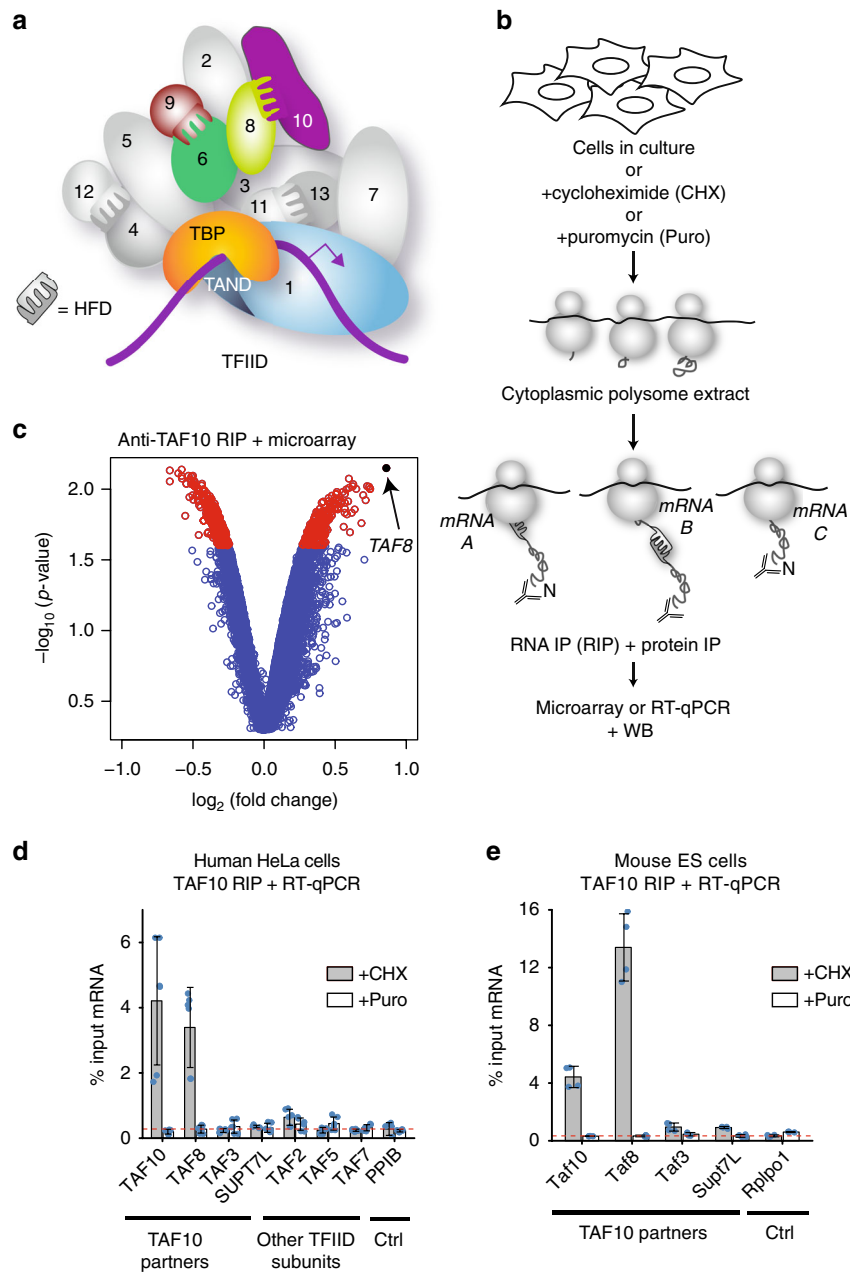 a
2
9
10
8
5
6
3
7
12
13
11
4
TBP
TAND
1
= HFD
TFIID
b
Cells in culture
or
+cycloheximide (CHX)
or
+puromycin (Puro)
Cytoplasmic polysome extract
mRNA
A
mRNA
B
mRNA
C
N
N
RNA IP (RIP) + protein IP
Microarray or RT-qPCR
+ WB
c
Anti-TAF10 RIP + microarray
2.0
1.5
1.0
0.5
–log10 (p-value)
TAF8
–1.0
–0.5
0.0
0.5
1.0
log2 (fold change)
d
Human HeLa cells
TAF10 RIP + RT-qPCR
6
4
2
0
% input mRNA
+CHX
+Puro
TAF10
TAF8
TAF3
SUPT7L
TAF2
TAF5
TAF7
PPIB
TAF10
partners
Other TFIID
subunits
Ctrl
e
Mouse ES cells
TAF10 RIP + RT-qPCR
16
12
8
4
0
% input mRNA
+CHX
+Puro
Taf10
Taf8
Taf3
Supt7L
Rplpo1
TAF10 partners
Ctrl